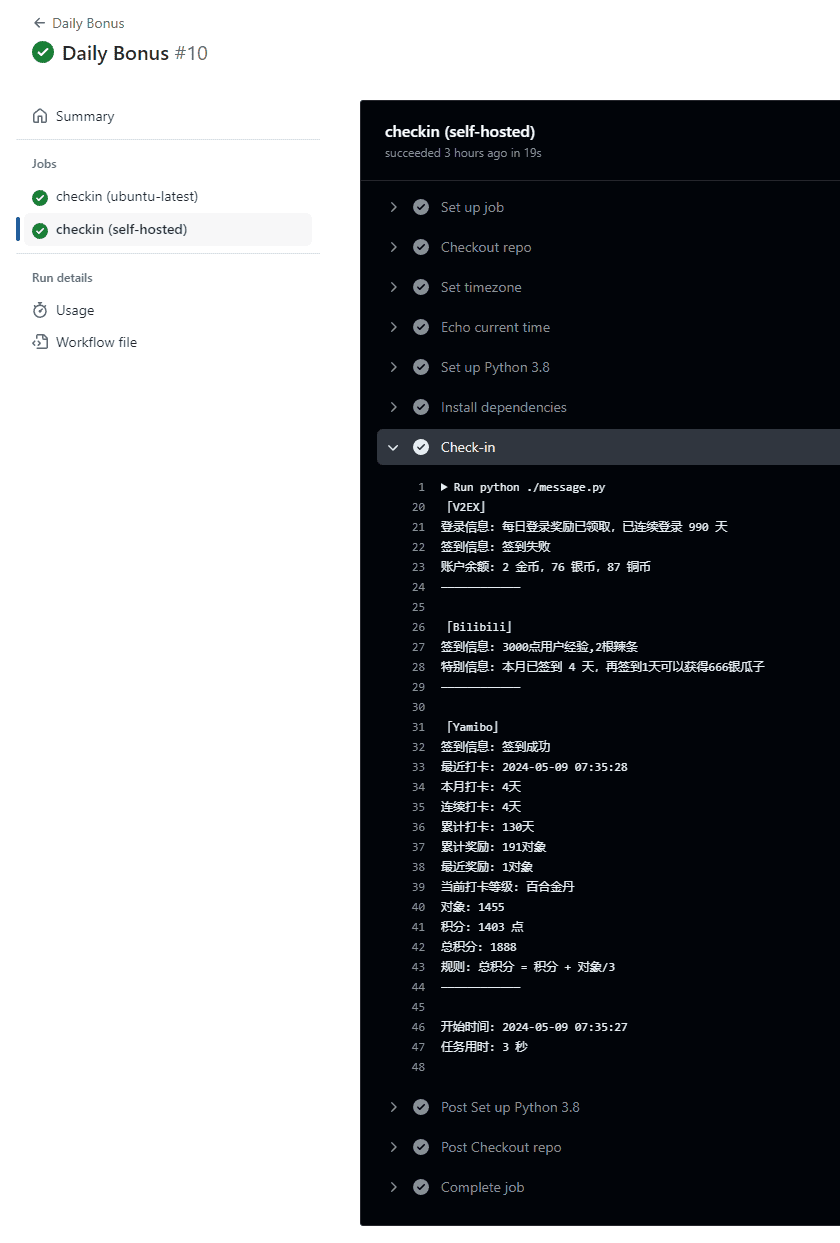 Daily Bonus
Daily Bonus #10
Summary
Jobs
checkin (ubuntu-latest)
checkin (self-hosted)
Run details
Usage
Workflow file
checkin (self-hosted)
succeeded 3 hours ago in 19s
Set up job
Checkout repo
Set timezone
Echo current time
Set up Python 3.8
Install dependencies
Check-in
1 Run python ./message.py
20 「V2EX」
21 登录信息: 每日登录奖励已领取, 已连续登录 990 天
22 签到信息: 签到失败
23 账户余额: 2 金币, 76 银币, 87 铜币
24 ────────────
25
26 「Bilibili」
27 签到信息: 3000点用户经验,2根辣条
28 特别信息: 本月已签到 4 天, 再签到1天可以获得666银瓜子
29 ────────────
30
31 「Yamibo」
32 签到信息: 签到成功
33 最近打卡: 2024-05-09 07:35:28
34 本月打卡: 4天
35 连续打卡: 4天
36 累计打卡: 130天
37 累计奖励: 191对象
38 最近奖励: 1对象
39 当前打卡等级: 百合金丹
40 对象: 1455
41 积分: 1403 点
42 总积分: 1888
43 规则: 总积分 = 积分 + 对象/3
44 ────────────
45
46 开始时间: 2024-05-09 07:35:27
47 任务用时: 3 秒
48
Post Set up Python 3.8
Post Checkout repo
Complete job